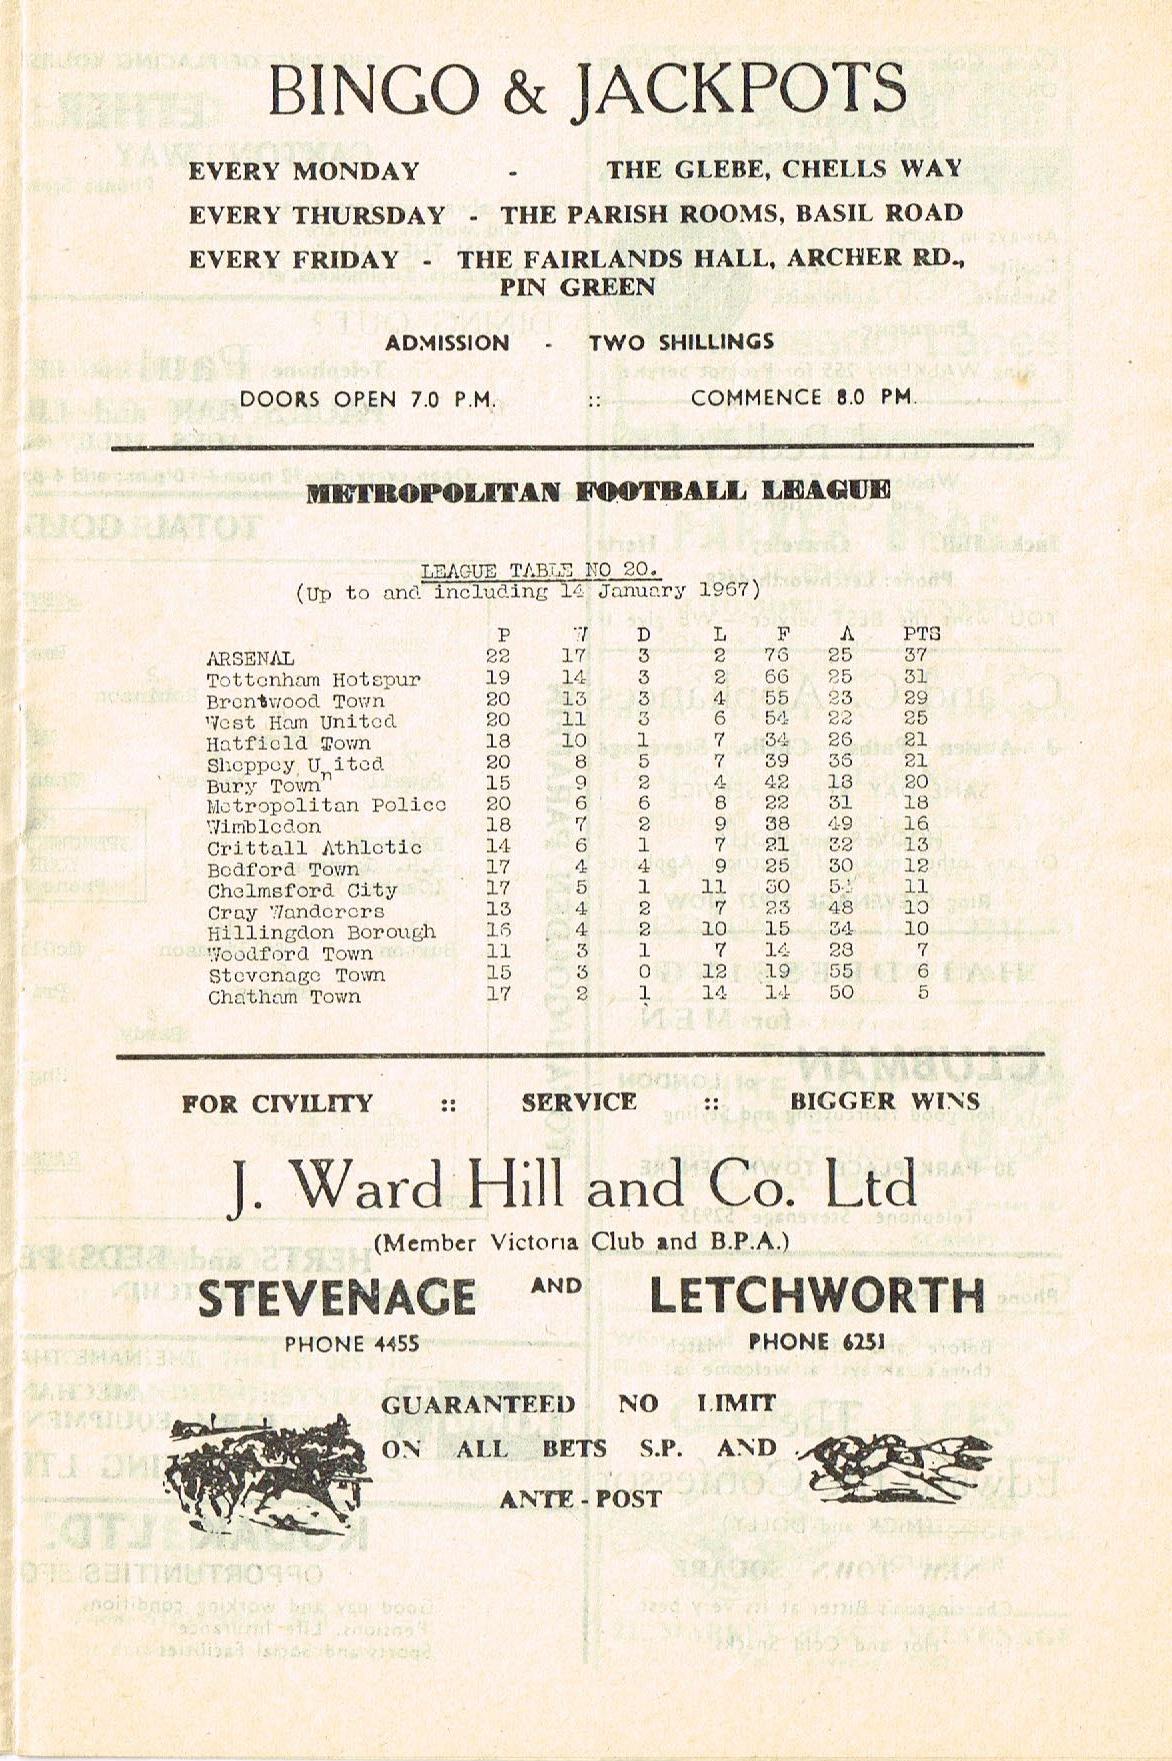 BINGO & JACKPOTS
EVERY MONDAY - THE GLEBE, CHELLS WAY
EVERY THURSDAY - THE PARISH ROOMS, BASIL ROAD
EVERY FRIDAY - THE FAIRLANDS HALL, ARCHER RD.,
PIN GREEN
ADMISSION - TWO SHILLINGS
DOORS OPEN 7.0 P.M. :: COMMENCE 8.0 PM.
METROPOLITAN FOOTBALL LEAGUE
LEAGUE TABLE NO 20.
(Up to and including 14 January 1967)
P W D L F A PTS
ARSENAL 22 17 3 2 76 25 37
Tottenham Hotspur 19 14 3 2 66 25 31
Brentwood Town 20 13 3 4 55 23 29
West Ham United 20 11 3 6 54 22 25
Hatfield Town 18 10 1 7 34 26 21
Sheppey United 20 8 5 7 39 36 21
Bury Town 15 9 2 4 42 18 20
Metropolitan Police 20 6 6 8 22 31 18
Wimbledon 18 7 2 9 38 49 16
Crittall Athletic 14 6 1 7 21 32 13
Bedford Town 17 4 4 9 25 30 12
Chelmsford City 17 5 1 11 30 11
Cray Wanderers 13 4 2 7 23 48 10
Hillingdon Borough 16 4 2 10 15 34 10
Woodford Town 11 3 1 7 14 28 7
Stevenage Town 15 3 0 12 19 55 6
Chatham Town 17 2 1 14 14 50 5
FOR CIVILITY :: SERVICE :: BIGGER WINS
J. Ward Hill and Co. Ltd
(Member Victoria Club and B.P.A.)
STEVENAGE AND LETCHWORTH
PHONE 4455 PHONE 6251
GUARANTEED NO LIMIT
ON ALL BETS S.P. AND
ANTE-POST